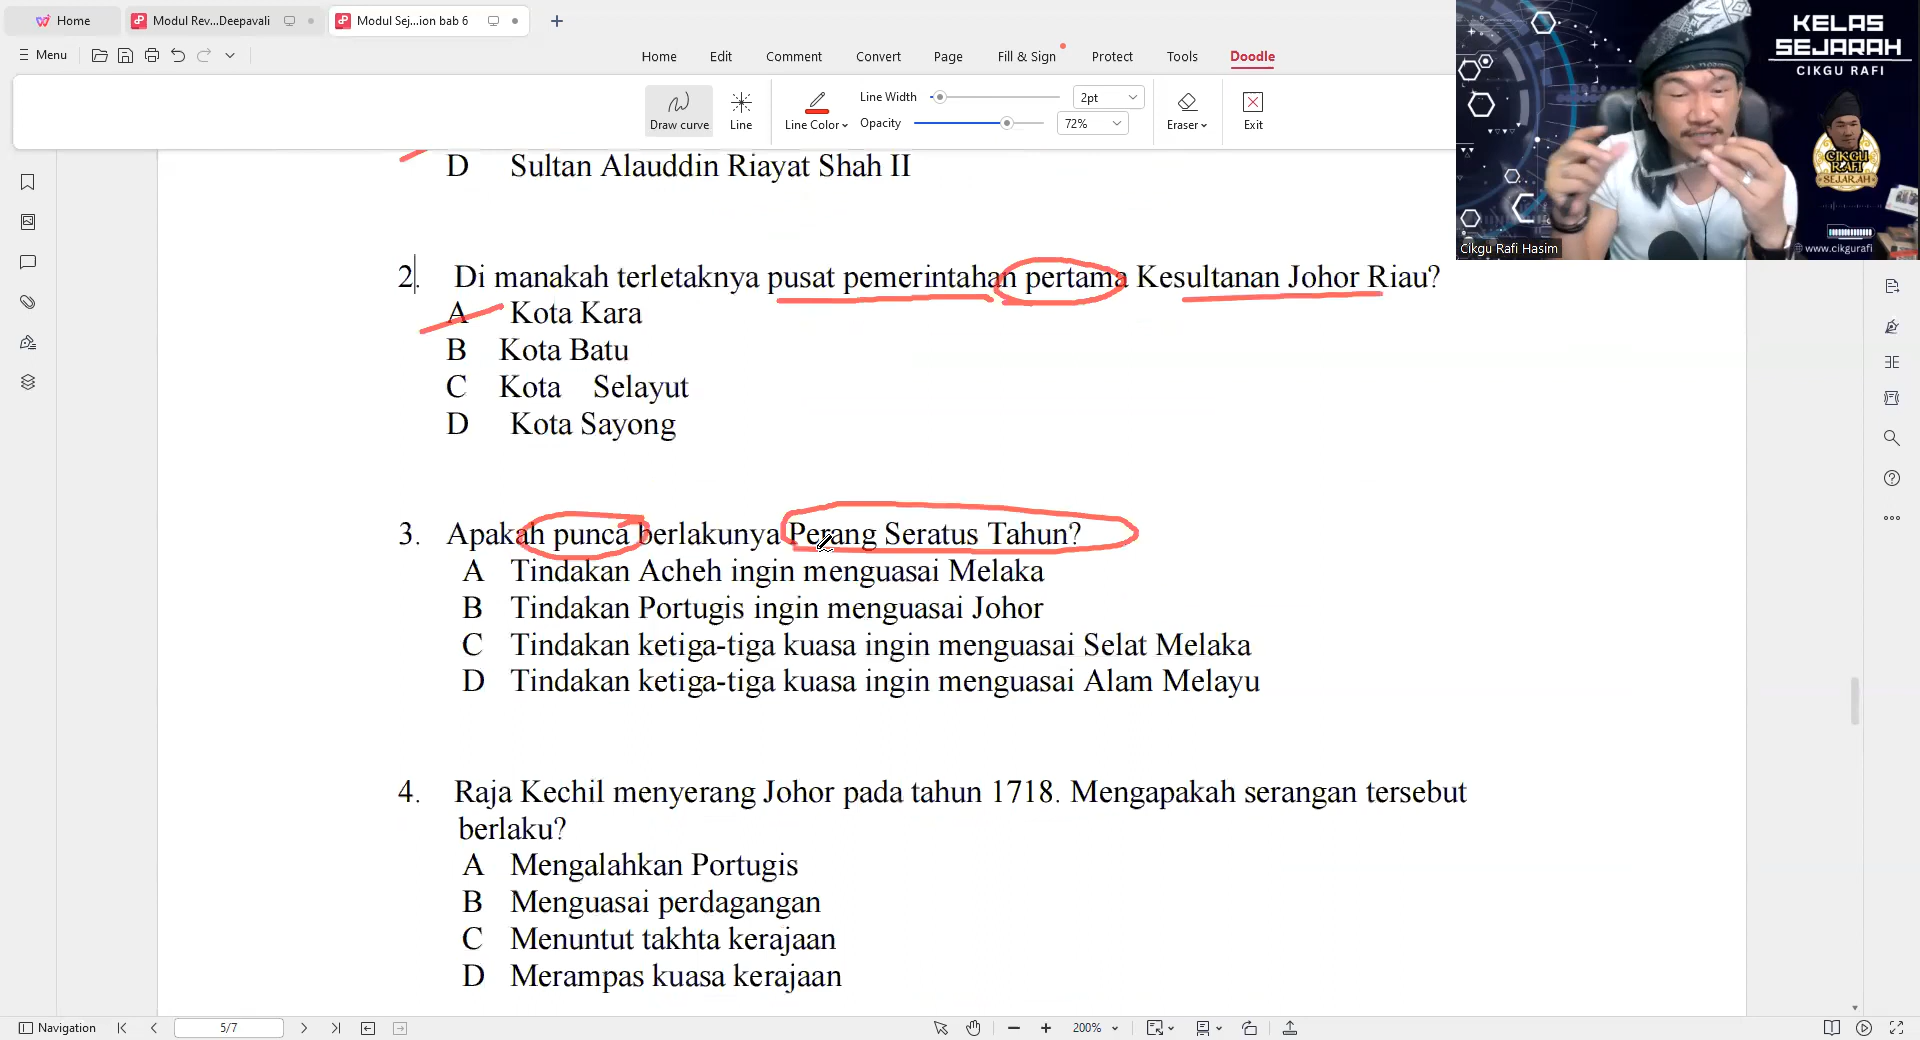 Home
Modul Rev...Deepavali
Modul Sej...ion bab 6
Menu
Home Edit Comment Convert Page Fill & Sign Protect Tools Doodle
Draw curve
Line
Line Color
Line Width
2pt
Opacity
72%
Eraser
Exit
KELAS
SEJARAH
CIKGU RAFI
CIKGU
RAFI
SEJARAH
www.cikgurafi
Cikgu Rafi Hasim
D Sultan Alauddin Riayat Shah II
2. Di manakah terletaknya pusat pemerintahan pertama Kesultanan Johor Riau?
A Kota Kara
B Kota Batu
C Kota Selayut
D Kota Sayong
3. Apakah punca berlakunya Perang Seratus Tahun?
A Tindakan Acheh ingin menguasai Melaka
B Tindakan Portugis ingin menguasai Johor
C Tindakan ketiga-tiga kuasa ingin menguasai Selat Melaka
D Tindakan ketiga-tiga kuasa ingin menguasai Alam Melayu
4. Raja Kechil menyerang Johor pada tahun 1718. Mengapakah serangan tersebut
berlaku?
A Mengalahkan Portugis
B Menguasai perdagangan
C Menuntut takhta kerajaan
D Merampas kuasa kerajaan
Navigation
5/7
200%